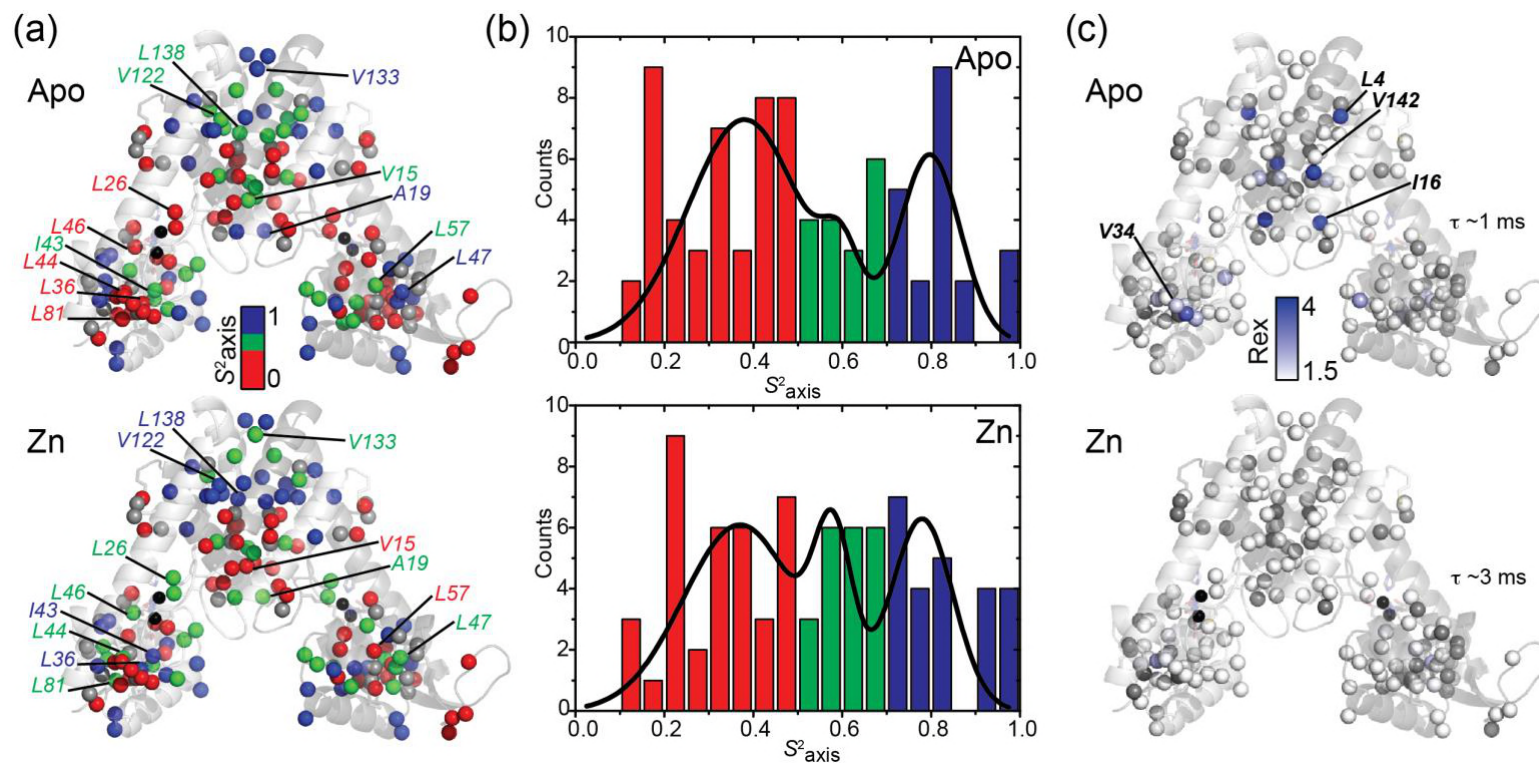 (a)
Apo
L138
V122
V133
L26
L46
I43
L44
L36
L81
V15
A19
L57
L47
1
0
S²axis
Zn
L138
V122
V133
L26
L46
I43
L44
L36
L81
V15
A19
L57
L47
(b)
Apo
Counts
10
8
6
4
2
0
0.0 0.2 0.4 0.6 0.8 1.0
S²axis
Zn
Counts
10
8
6
4
2
0
0.0 0.2 0.4 0.6 0.8 1.0
S²axis
(c)
Apo
L4
V142
I16
V34
τ ~1 ms
Rex
4
1.5
Zn
τ ~3 ms